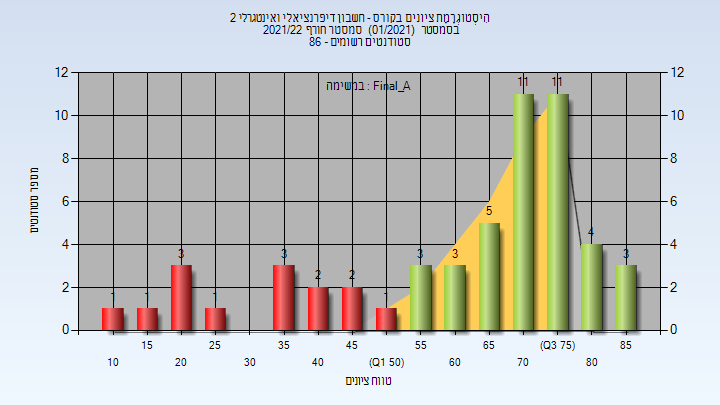 היסטוגרמת ציונים בקורס - חשבון דיפרנציאלי ואינטגרלי 2
בסמסטר (01/2021) סמסטר חורף 2021/22
סטודנטים רשומים - 86
במשימה : Final_A
12 12
10 10
8 8
6 6
4 4
2 2
0 0
מספר סטודנטים
1 1 3 1 3 2 2 1 3 3 5 11 11 4 3
15 25 35 45 55 65 (Q3 75) 85
10 20 30 40 (Q1 50) 60 70 80
טווח ציונים